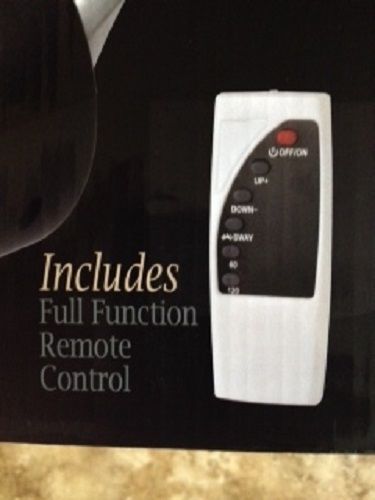 OFF/ON
UP+
DOWN-
SWAY
60
120
Includes
Full Function
Remote
Control